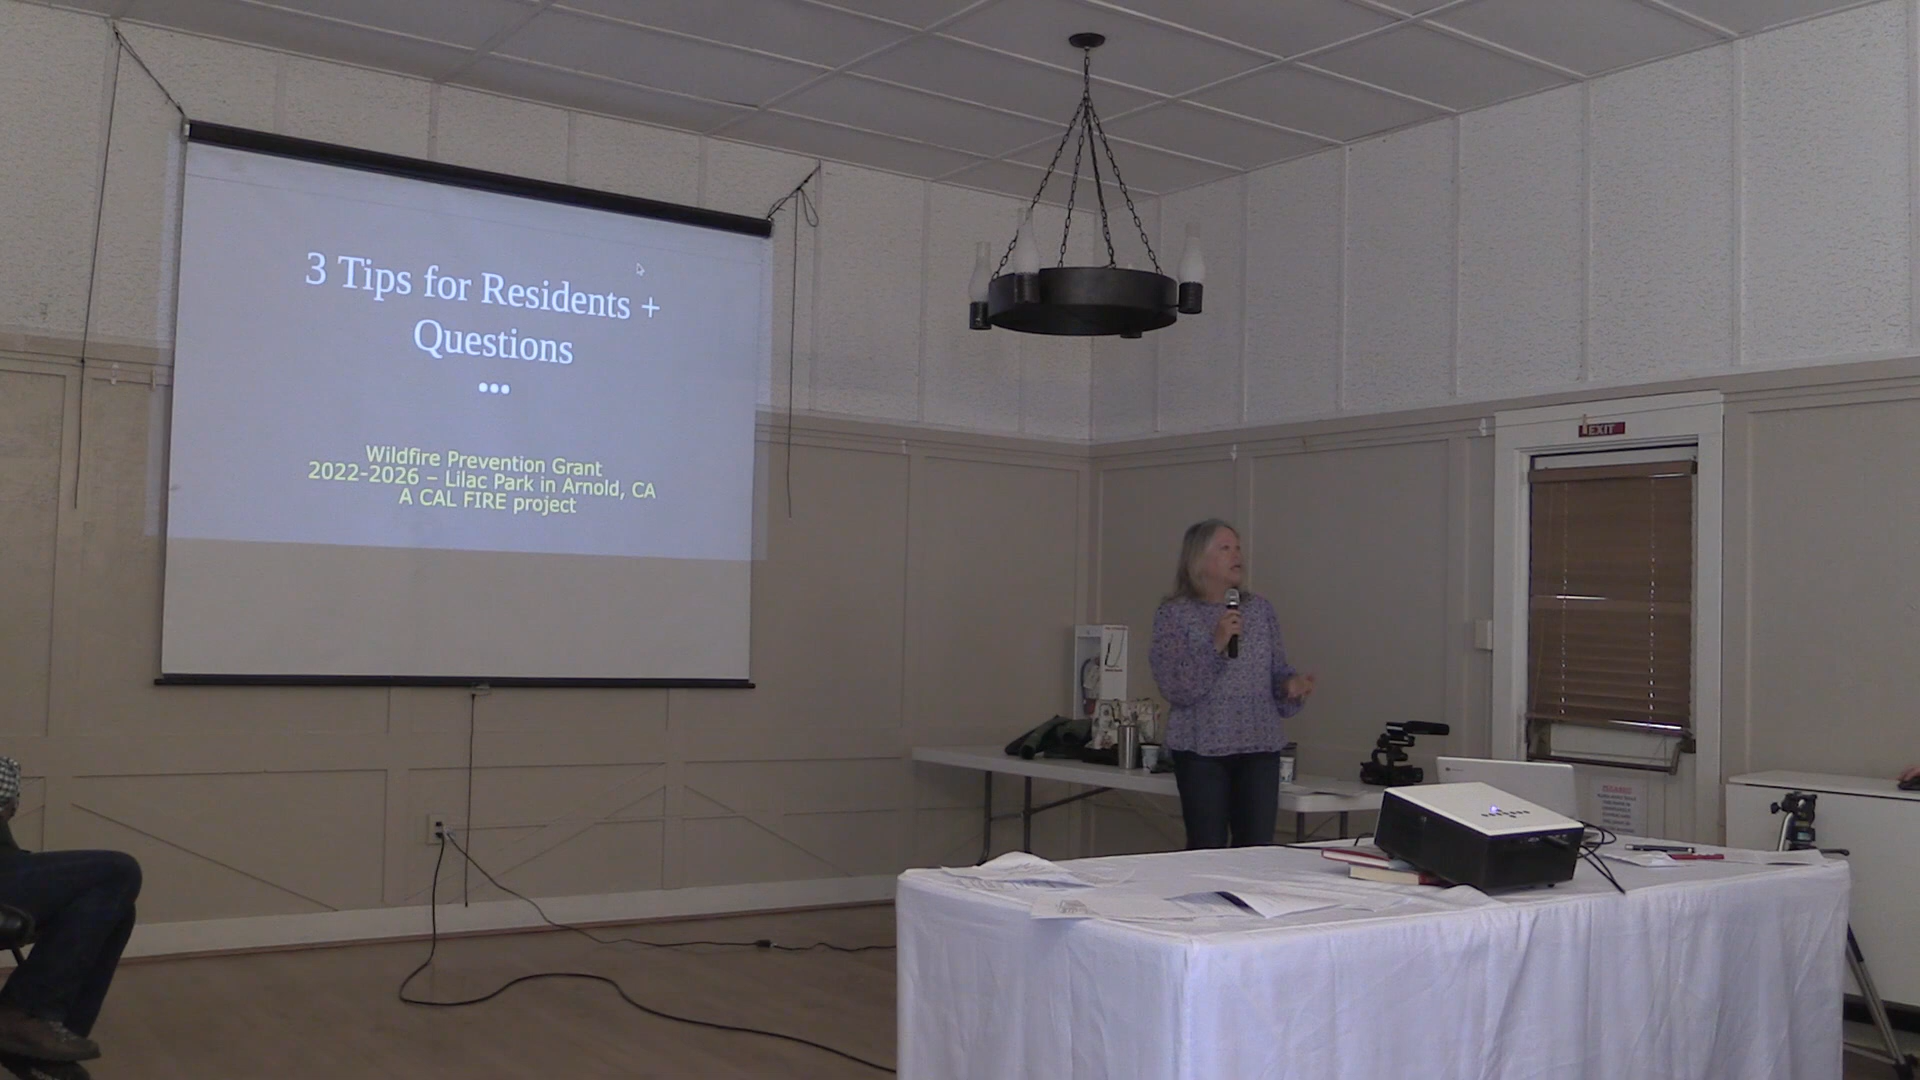 3 Tips for Residents +
Questions
Wildfire Prevention Grant
2022-2026 – Lilac Park in Arnold, CA
A CAL FIRE project
EXIT